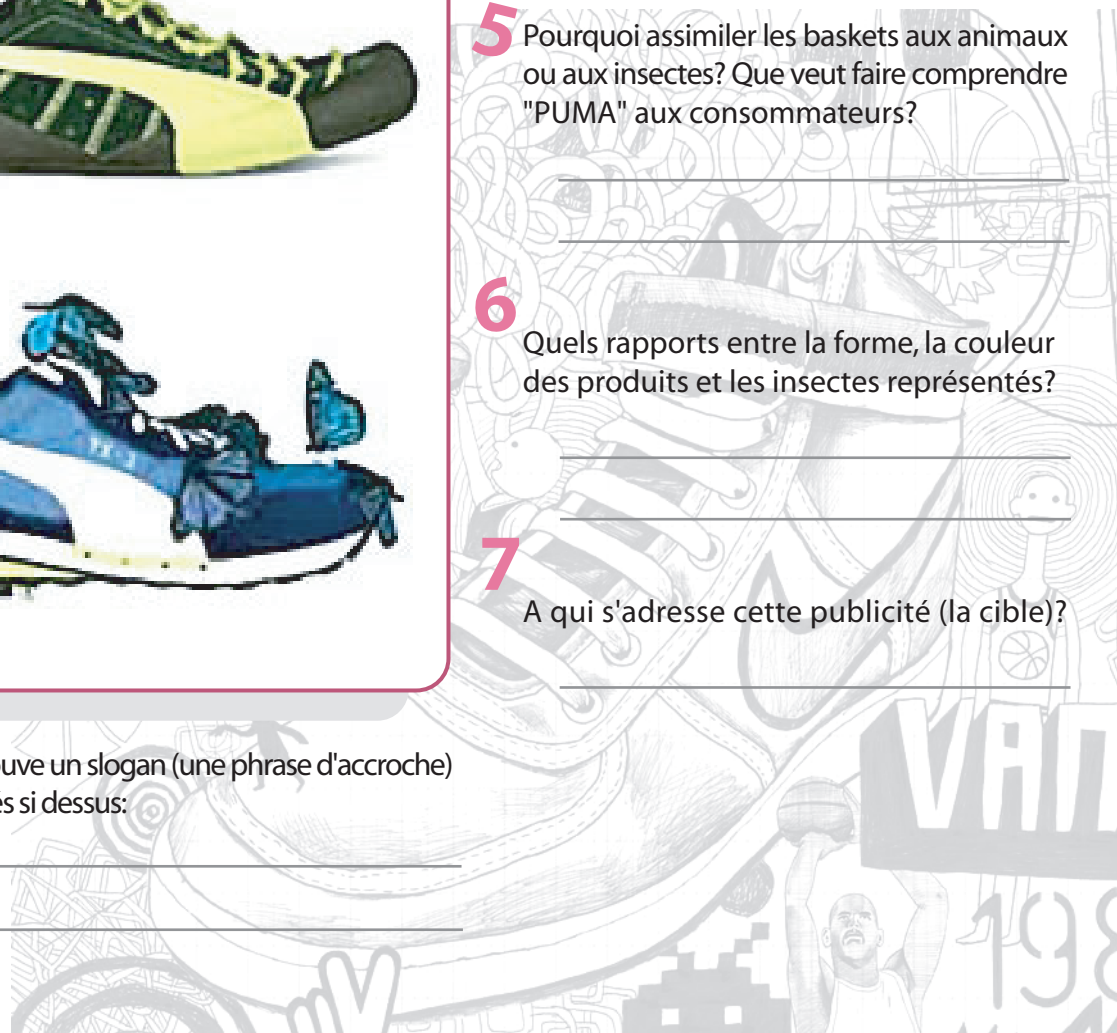 5
Pourquoi assimiler les baskets aux animaux
ou aux insectes? Que veut faire comprendre
"PUMA" aux consommateurs?
6
Quels rapports entre la forme, la couleur
des produits et les insectes représentés?
7
A qui s'adresse cette publicité (la cible)?
uve un slogan (une phrase d'accroche)
és si dessus:
VAN
198